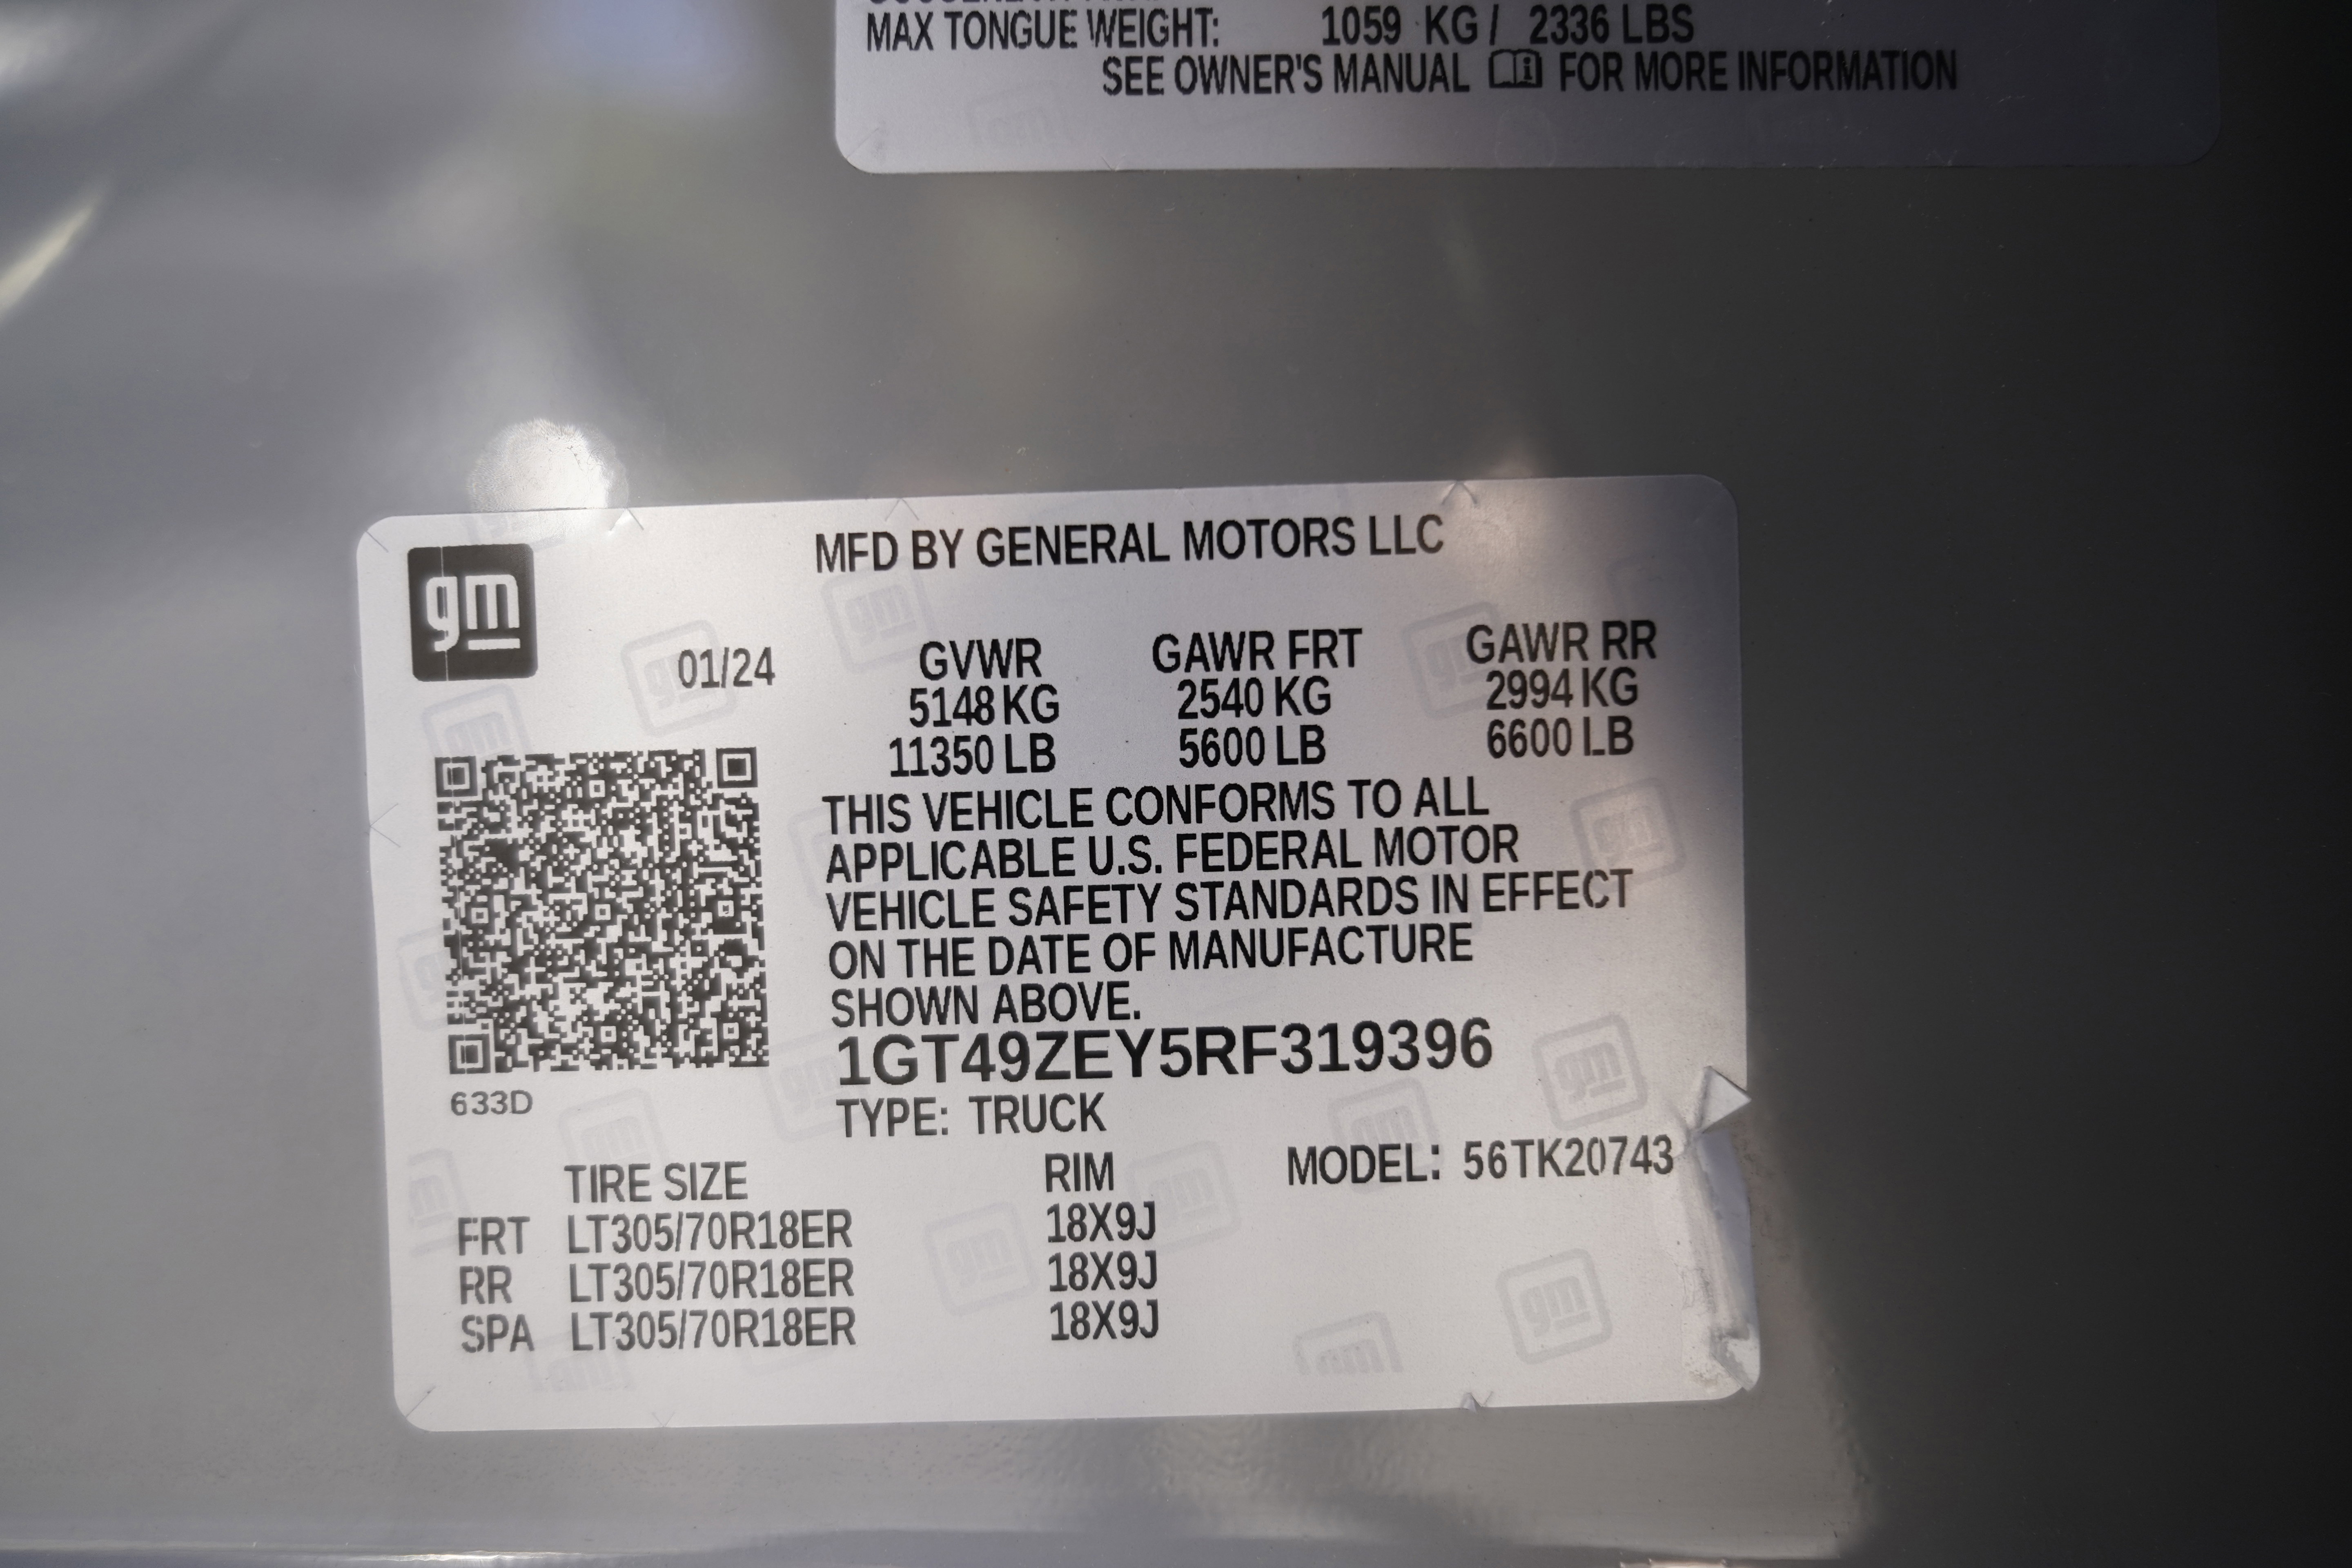 MAX TONGUE WEIGHT: 1059 KG / 2336 LBS
SEE OWNER'S MANUAL FOR MORE INFORMATION
gm
MFD BY GENERAL MOTORS LLC
01/24 GVWR GAWR FRT GAWR RR
5148 KG 2540 KG 2994 KG
11350 LB 5600 LB 6600 LB
THIS VEHICLE CONFORMS TO ALL
APPLICABLE U.S. FEDERAL MOTOR
VEHICLE SAFETY STANDARDS IN EFFECT
ON THE DATE OF MANUFACTURE
SHOWN ABOVE.
1GT49ZEY5RF319396
633D
TYPE: TRUCK
TIRE SIZE RIM MODEL: 56TK20743
FRT LT305/70R18ER 18X9J
RR LT305/70R18ER 18X9J
SPA LT305/70R18ER 18X9J